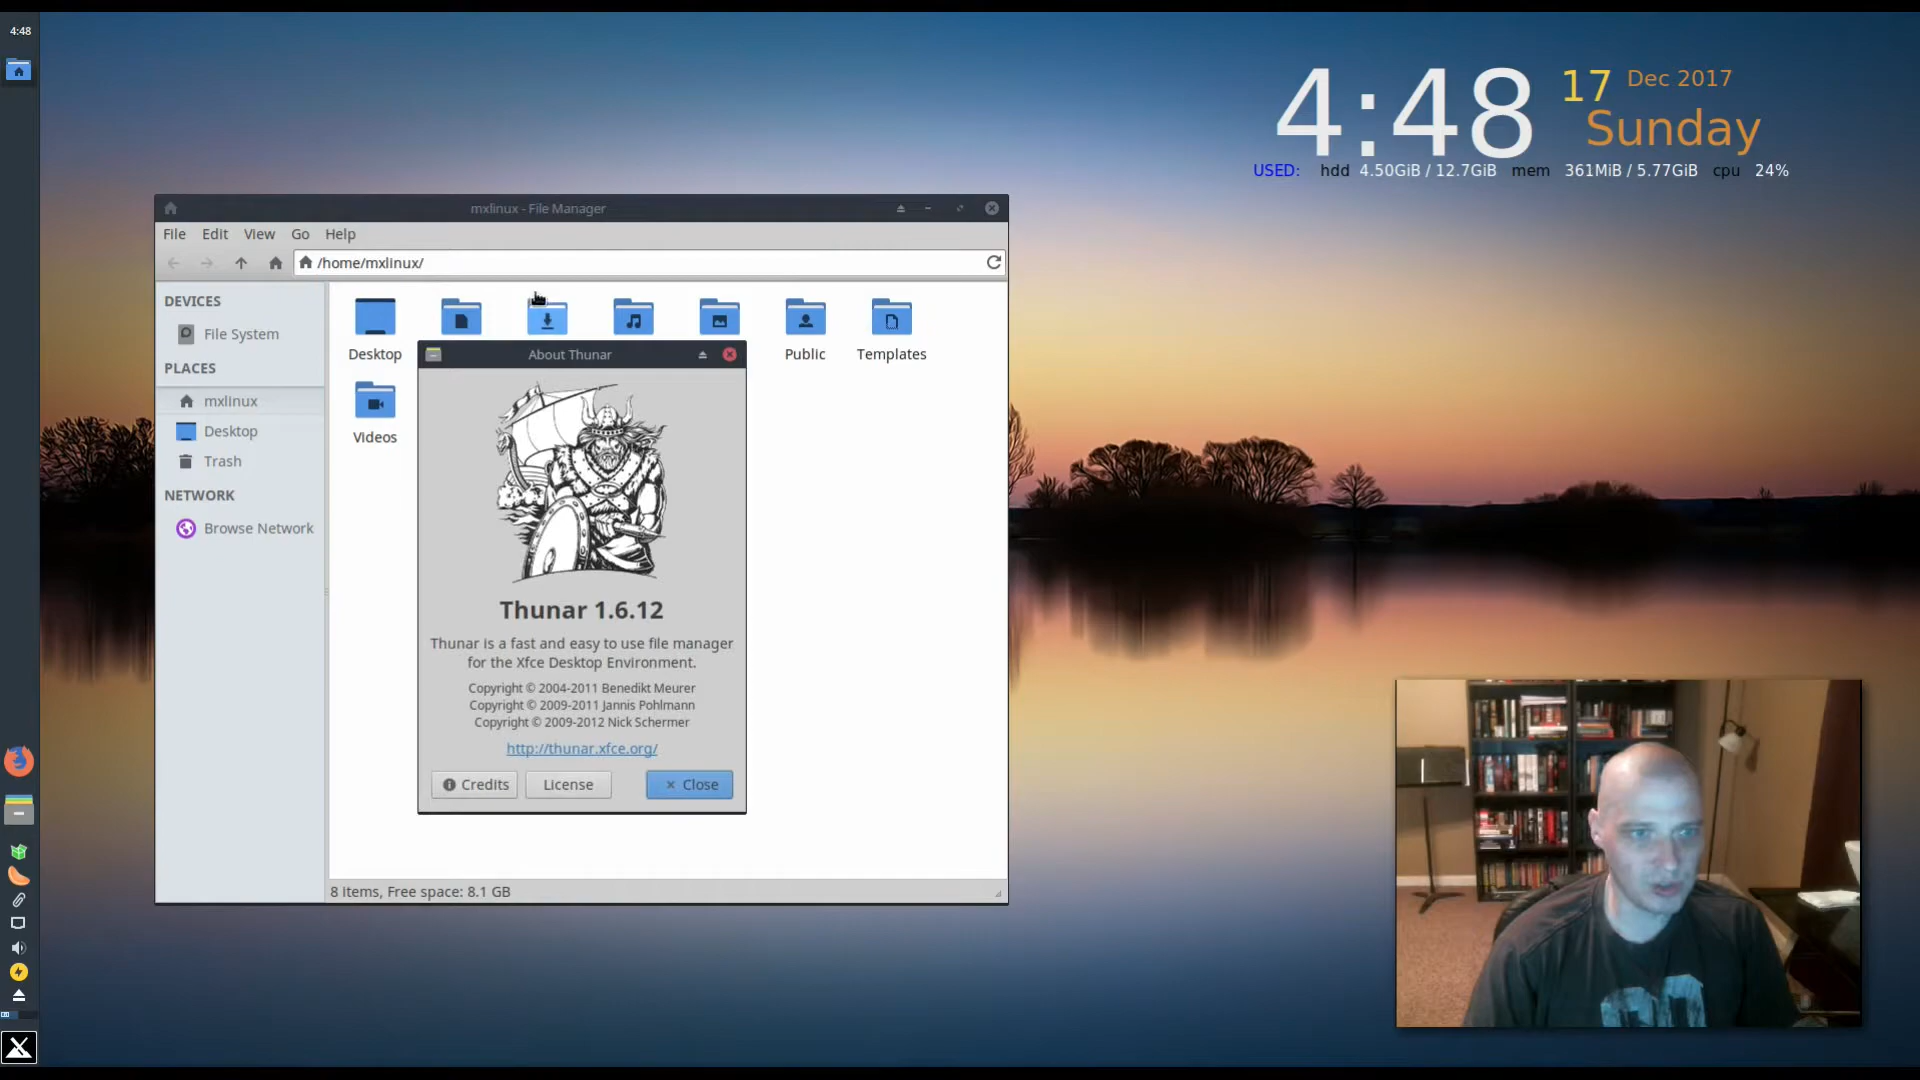 4:48
4:48 17 Dec 2017
Sunday
USED: hdd 4.50GiB / 12.7GiB mem 361MiB / 5.77GiB cpu 24%
mxlinux - File Manager
File Edit View Go Help
/home/mxlinux/
DEVICES
File System
PLACES
mxlinux
Desktop
Trash
NETWORK
Browse Network
Desktop Public Templates
Videos
About Thunar
Thunar 1.6.12
Thunar is a fast and easy to use file manager
for the Xfce Desktop Environment.
Copyright © 2004-2011 Benedikt Meurer
Copyright © 2009-2011 Jannis Pohlmann
Copyright © 2009-2012 Nick Schermer
http://thunar.xfce.org/
Credits License Close
8 items, Free space: 8.1 GB